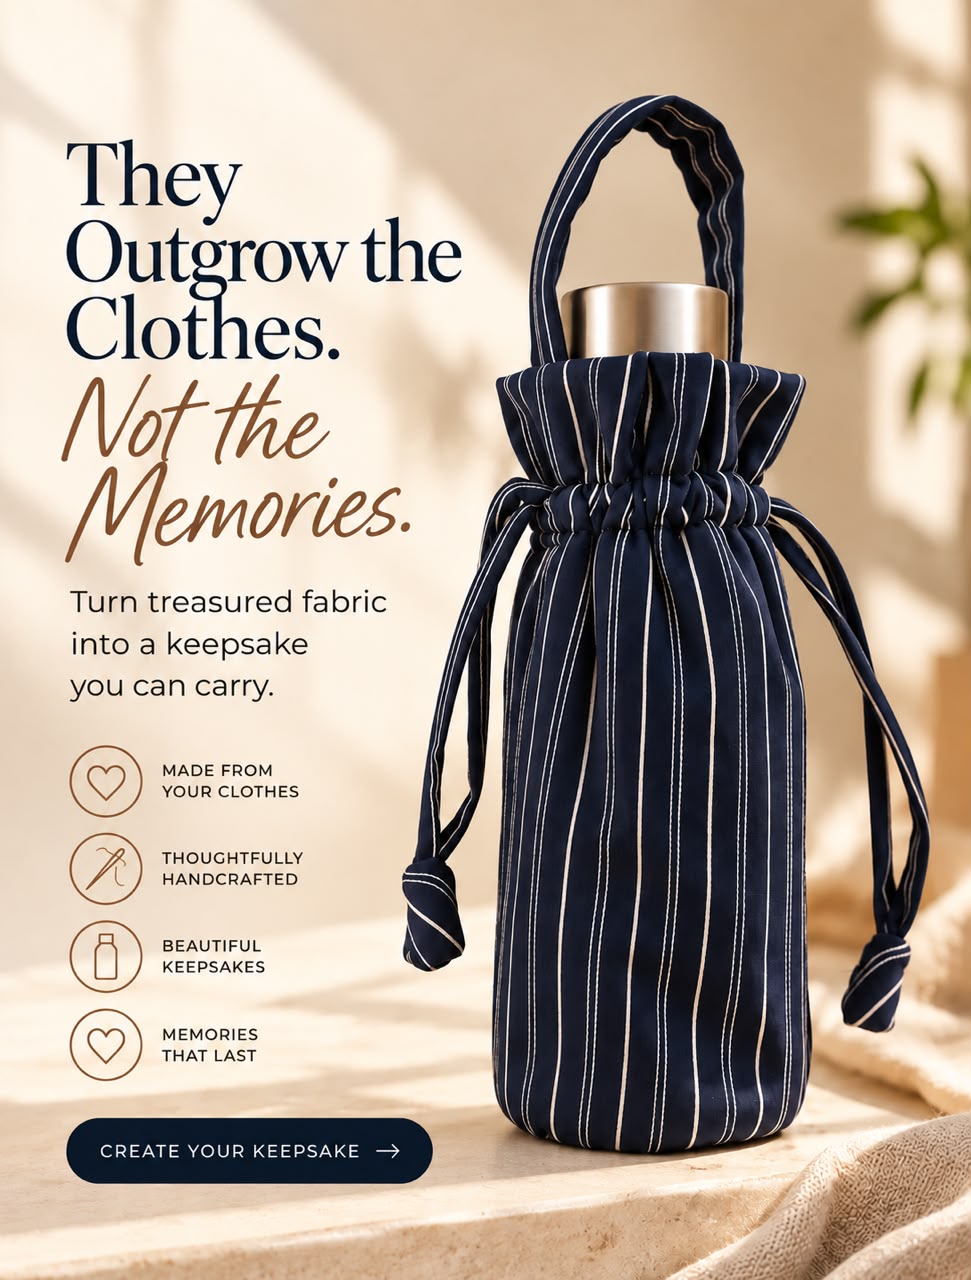 They
Outgrow the
Clothes.
Not the
Memories.
Turn treasured fabric
into a keepsake
you can carry.
MADE FROM
YOUR CLOTHES
THOUGHTFULLY
HANDCRAFTED
BEAUTIFUL
KEEPSAKES
MEMORIES
THAT LAST
CREATE YOUR KEEPSAKE →